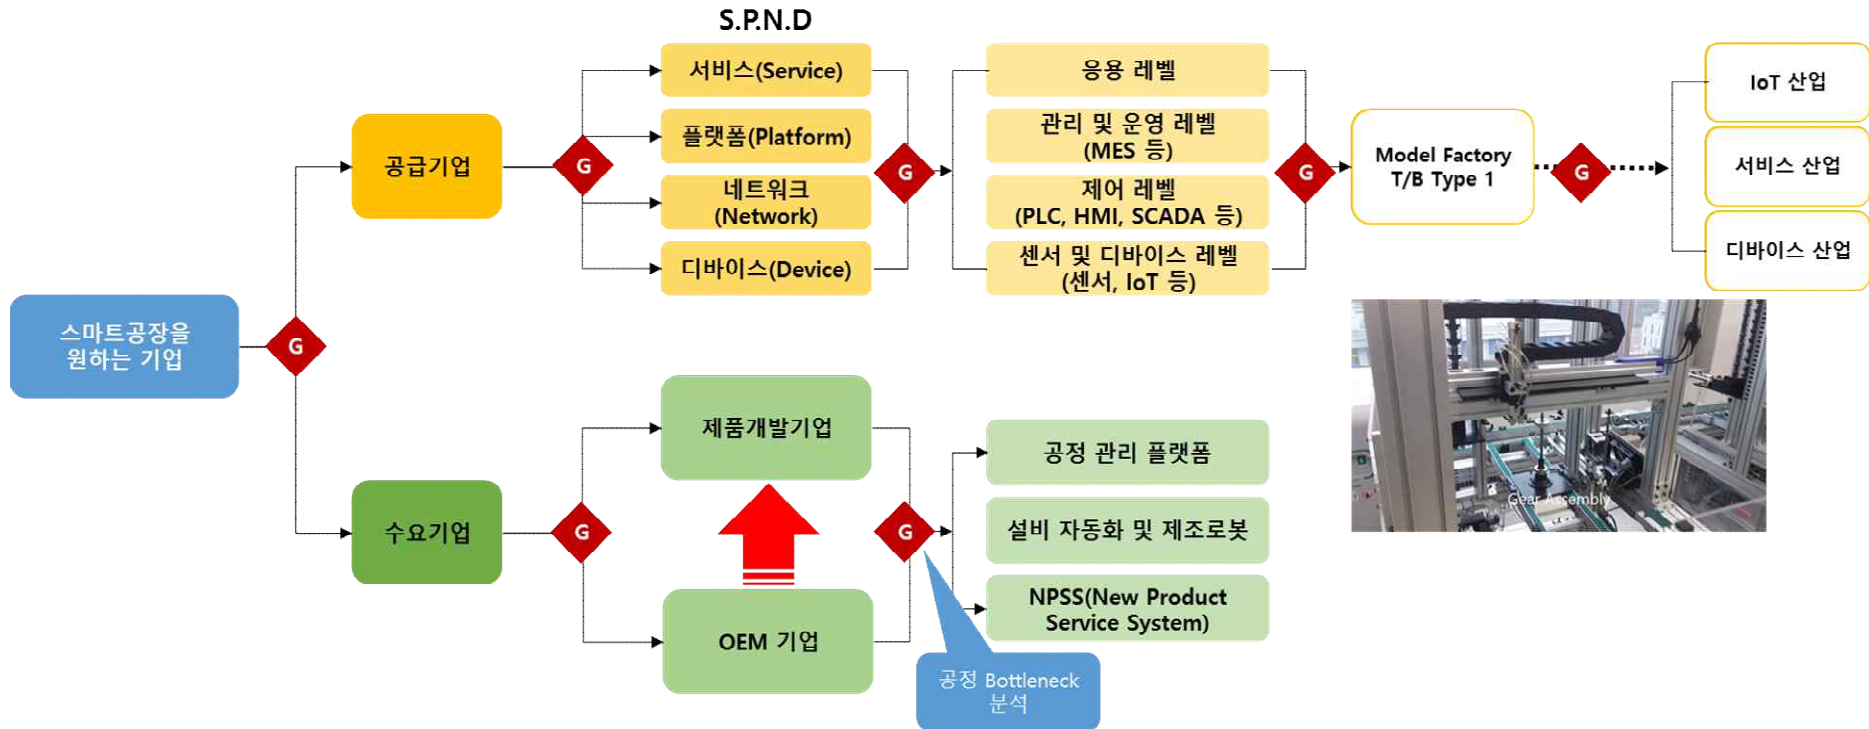 S.P.N.D
스마트공장을
원하는 기업
G
공급기업
G
서비스(Service)
플랫폼(Platform)
네트워크
(Network)
디바이스(Device)
G
응용 레벨
관리 및 운영 레벨
(MES 등)
제어 레벨
(PLC, HMI, SCADA 등)
센서 및 디바이스 레벨
(센서, IoT 등)
G
Model Factory
T/B Type 1
G
IoT 산업
서비스 산업
디바이스 산업
Gear Assembly
수요기업
G
제품개발기업
OEM 기업
G
공정 Bottleneck
분석
공정 관리 플랫폼
설비 자동화 및 제조로봇
NPSS(New Product
Service System)